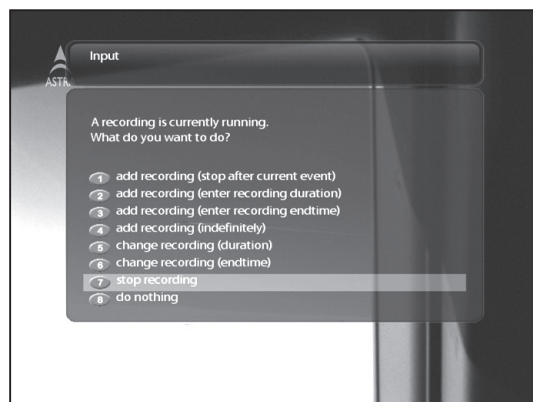 Input
ASTR
A recording is currently running.
What do you want to do?
1 add recording (stop after current event)
2 add recording (enter recording duration)
3 add recording (enter recording endtime)
4 add recording (indefinitely)
5 change recording (duration)
6 change recording (endtime)
7 stop recording
8 do nothing